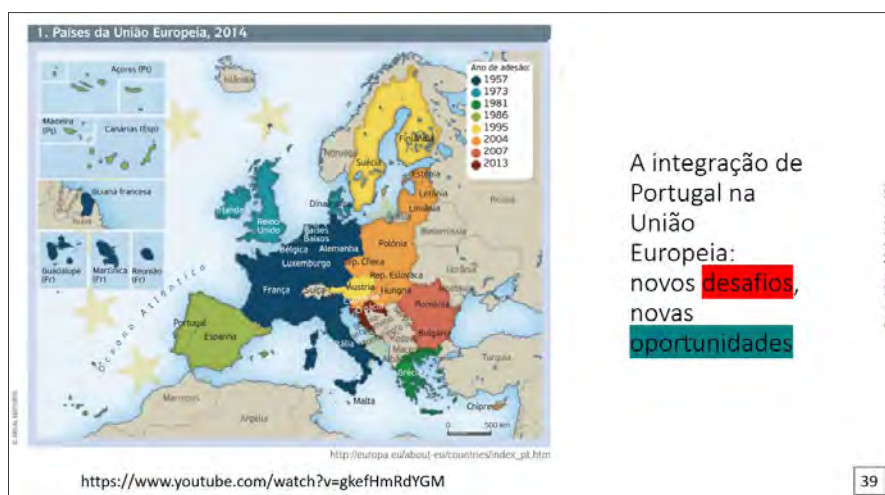 1. Países da União Europeia, 2014
Açores (Pt)
Madeira
(Pt)
Canárias (Esp)
Guiana francesa
Guadalupe
(Fr)
Martinica
(Fr)
Reunião
(Fr)
Ano de adesão:
1957
1973
1981
1986
1995
2004
2007
2013
Islândia
Noruega
Suécia
Finlândia
Estónia
Letónia
Lituânia
Rússia
Bielorrússia
Irlanda
Reino
Unido
Países
Baixos
Bélgica
Alemanha
Polónia
Luxemburgo
Rep. Checa
Ucrânia
Rep. Eslovaca
França
Suíça
Áustria
Hungria
Roménia
Bulgária
Portugal
Espanha
Itália
Grécia
Turquia
Malta
Chipre
Marrocos
Argélia
Oceano Atlântico
0 500 km
http://europa.eu/about-eu/countries/index_pt.htm
https://www.youtube.com/watch?v=gkefHmRdYGM
A integração de
Portugal na
União
Europeia:
novos desafios,
novas
oportunidades
39